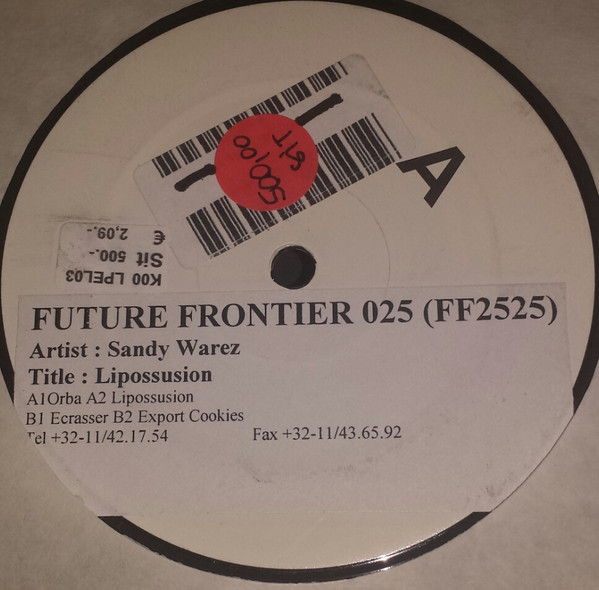 500,00
SIT
A
€ 2,09.-
Sit 500.-
K00 LPEL03
FUTURE FRONTIER 025 (FF2525)
Artist : Sandy Warez
Title : Lipossusion
A1Orba A2 Lipossusion
B1 Ecrasser B2 Export Cookies
Tel +32-11/42.17.54 Fax +32-11/43.65.92